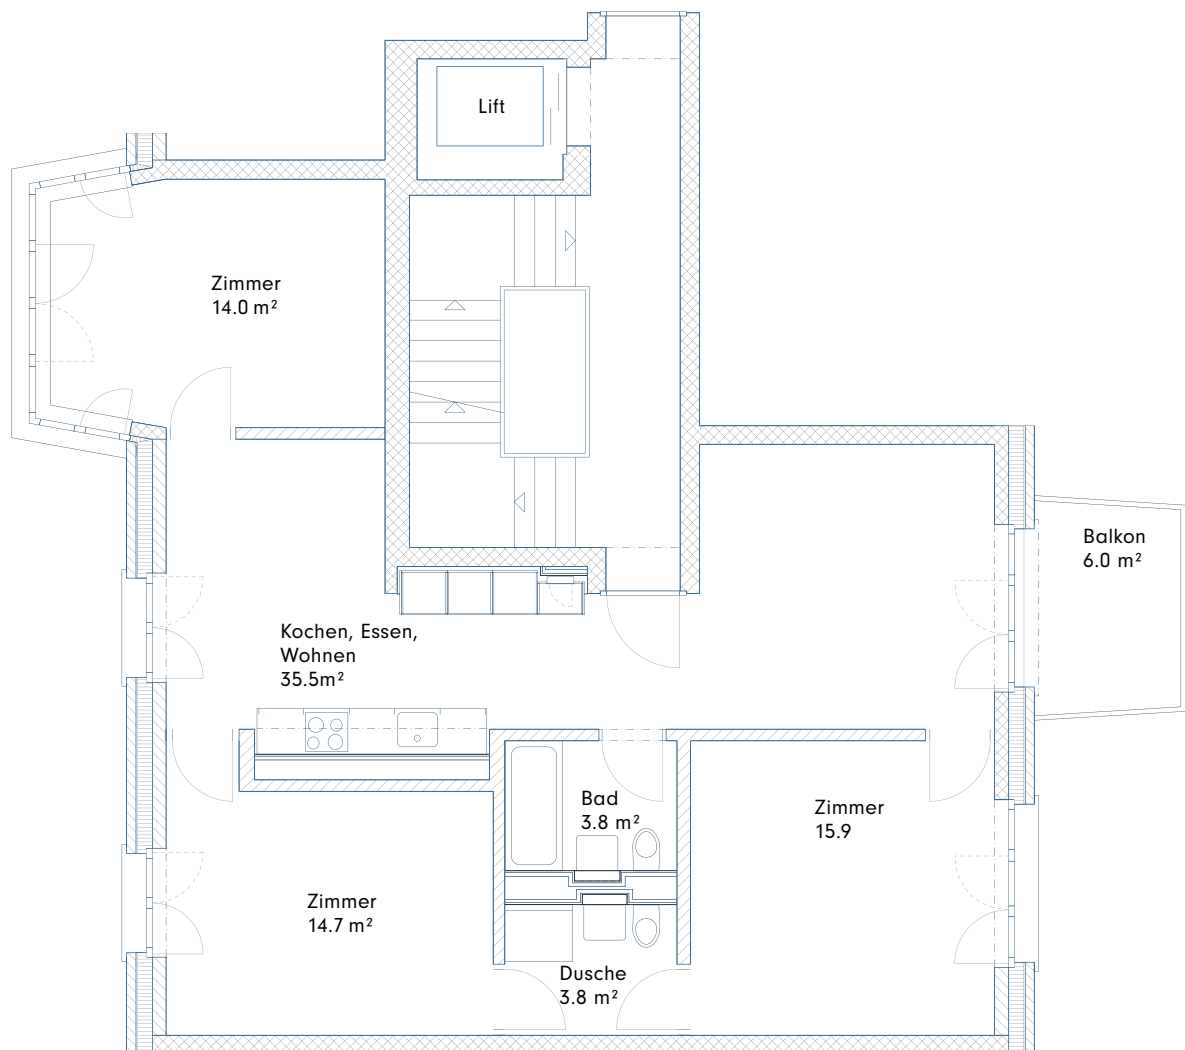 Lift
Zimmer
14.0 m²
Balkon
6.0 m²
Kochen, Essen,
Wohnen
35.5m²
Bad
3.8 m²
Zimmer
15.9
Zimmer
14.7 m²
Dusche
3.8 m²